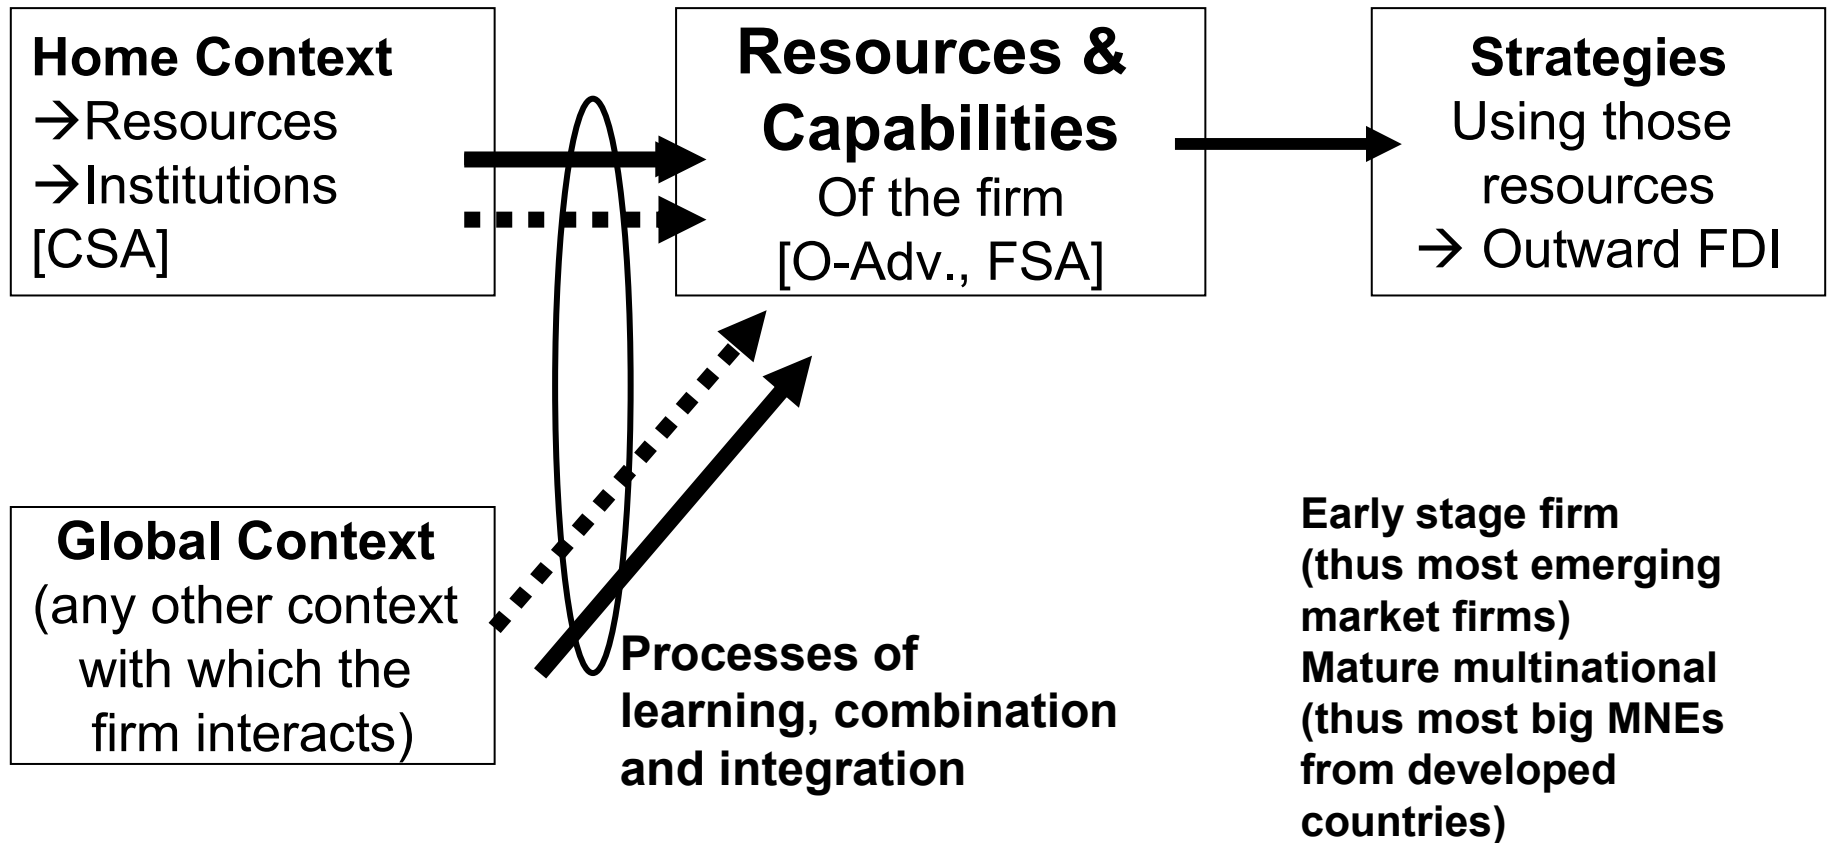 Home Context
→Resources
→Institutions
[CSA]
Resources &
Capabilities
Of the firm
[O-Adv., FSA]
Strategies
Using those
resources
→ Outward FDI
Global Context
(any other context
with which the
firm interacts)
Processes of
learning, combination
and integration
Early stage firm
(thus most emerging
market firms)
Mature multinational
(thus most big MNEs
from developed
countries)